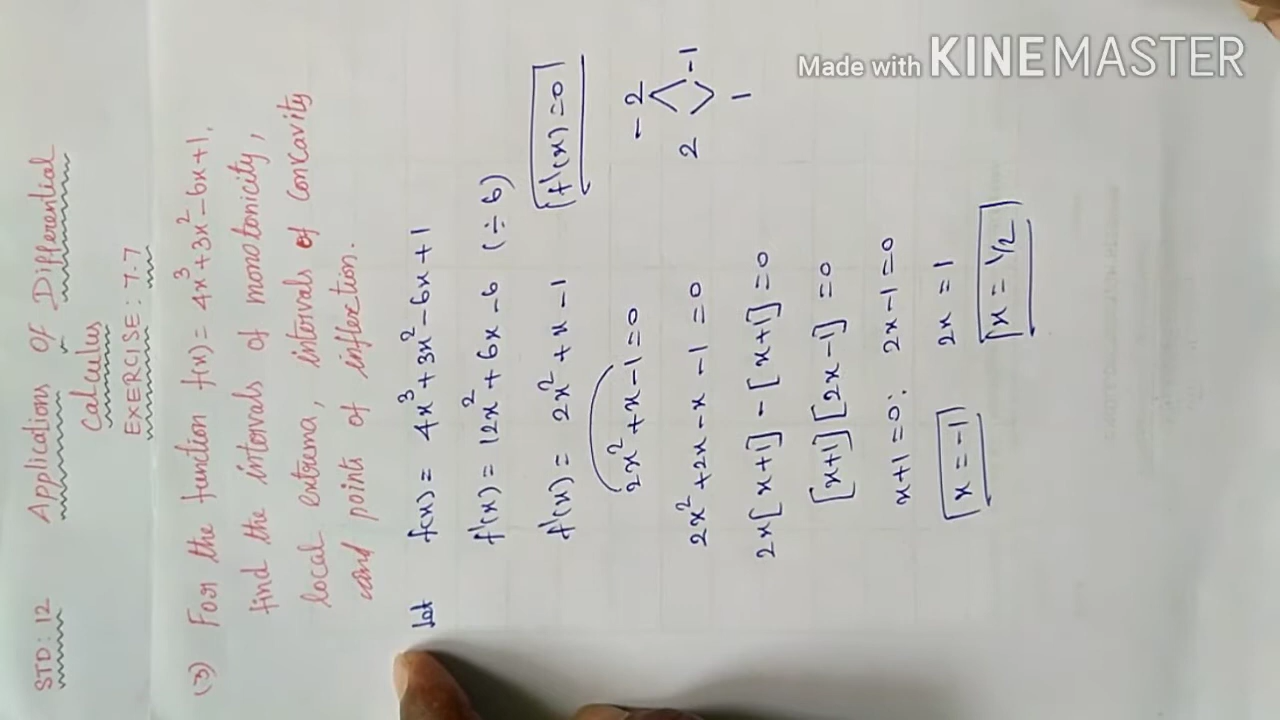 STD: 12 Applications Of Differential
Calculus
EXERCISE: 7.7
(3) For the function f(x) = 4x³+3x²-6x+1,
find the intervals of monotonicity,
local extrema, intervals of concavity
and points of inflection.
Let f(x) = 4x³+3x²-6x+1
f'(x) = 12x²+6x-6 (÷6)
f'(x) = 2x²+x-1 f'(x)=0
2x²+x-1=0
-2
2 -1
1
2x²+2x-x-1=0
2x[x+1]-[x+1]=0
[x+1][2x-1]=0
x+1=0: 2x-1=0
x=-1 2x=1
x=1/2
Made with KINEMASTER